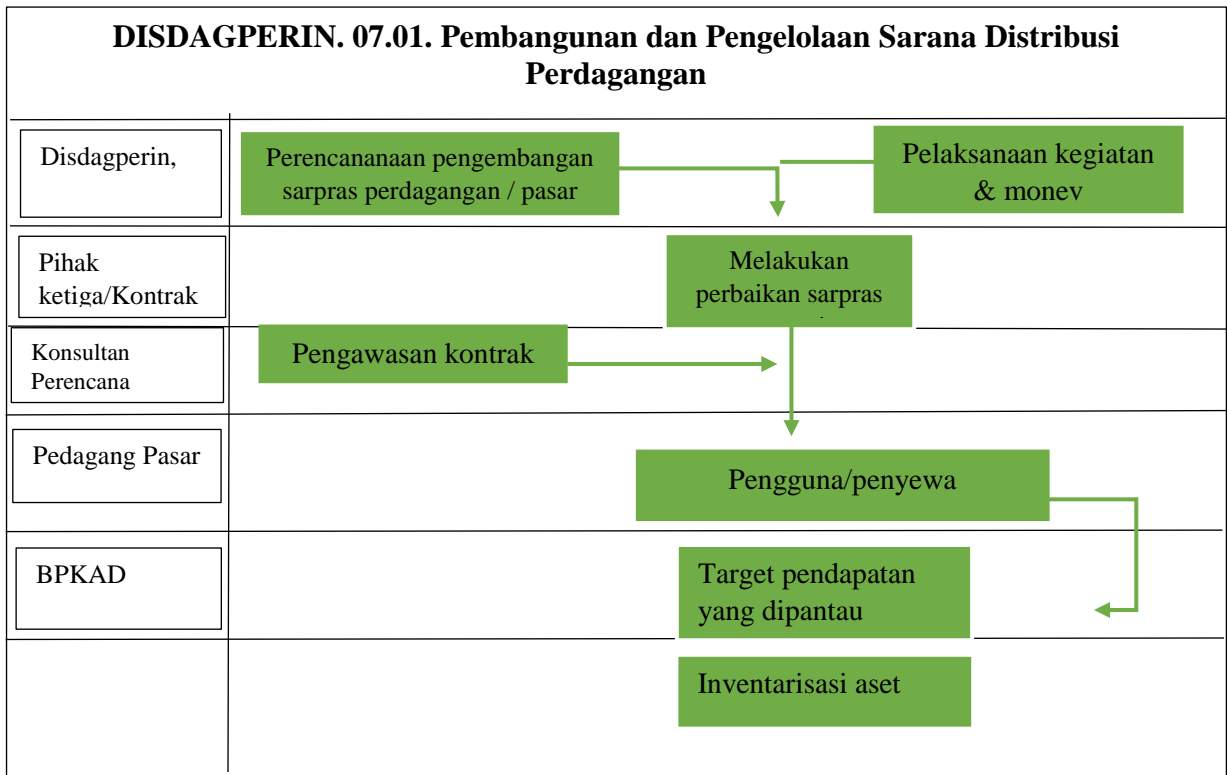 DISDAGPERIN. 07.01. Pembangunan dan Pengelolaan Sarana Distribusi
Perdagangan
Disdagperin,
Perencananaan pengembangan
sarpras perdagangan / pasar
Pelaksanaan kegiatan
& monev
Pihak
ketiga/Kontrak
Melakukan
perbaikan sarpras
Konsultan
Perencana
Pengawasan kontrak
Pedagang Pasar
Pengguna/penyewa
BPKAD
Target pendapatan
yang dipantau
Inventarisasi aset